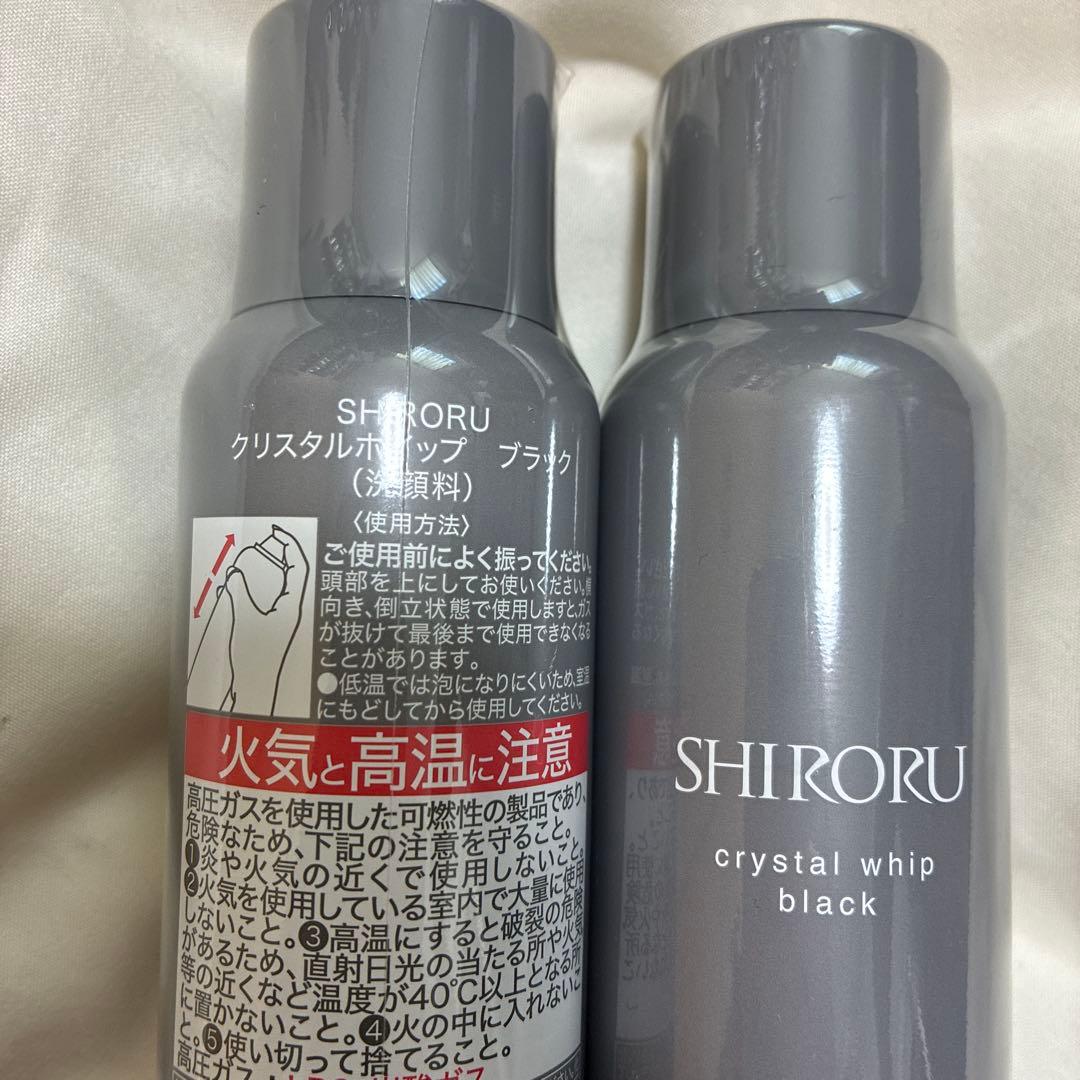 SHIRORU
クリスタルホイップ ブラック
(洗顔料)
〈使用方法〉
ご使用前によく振ってください。
頭部を上にしてお使いください。横
向き、倒立状態で使用しますと、ガス
が抜けて最後まで使用できなくなる
ことがあります。
●低温では泡になりにくいため、室温
にもどしてから使用してください。
火気と高温に注意
高圧ガスを使用した可燃性の製品であり、
危険なため、下記の注意を守ること。
❶炎や火気の近くで使用しないこと。
❷火気を使用している室内で大量に使用
しないこと。❸高温にすると破裂の危険
があるため、直射日光の当たる所や火気
等の近くなど温度が40℃以上となる所
に置かないこと。❹火の中に入れないこ
と。❺使い切って捨てること。
高圧ガス
SHIRORU
crystal whip
black